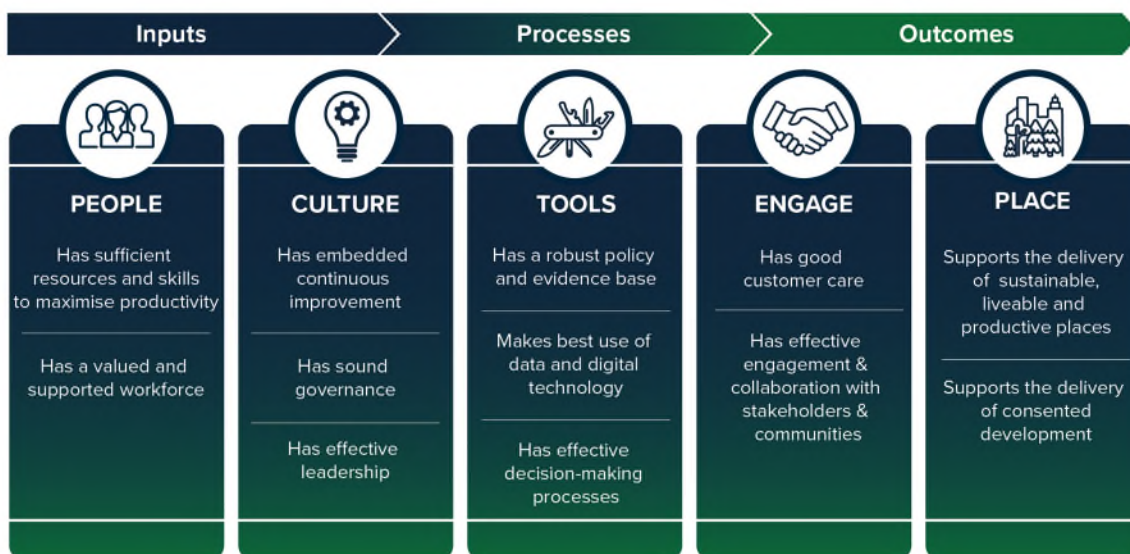 Inputs
Processes
Outcomes
PEOPLE
Has sufficient
resources and skills
to maximise productivity
Has a valued and
supported workforce
CULTURE
Has embedded
continuous
improvement
Has sound
governance
Has effective
leadership
TOOLS
Has a robust policy
and evidence base
Makes best use of
data and digital
technology
Has effective
decision-making
processes
ENGAGE
Has good
customer care
Has effective
engagement &
collaboration with
stakeholders &
communities
PLACE
Supports the delivery
of sustainable,
liveable and
productive places
Supports the delivery
of consented
development